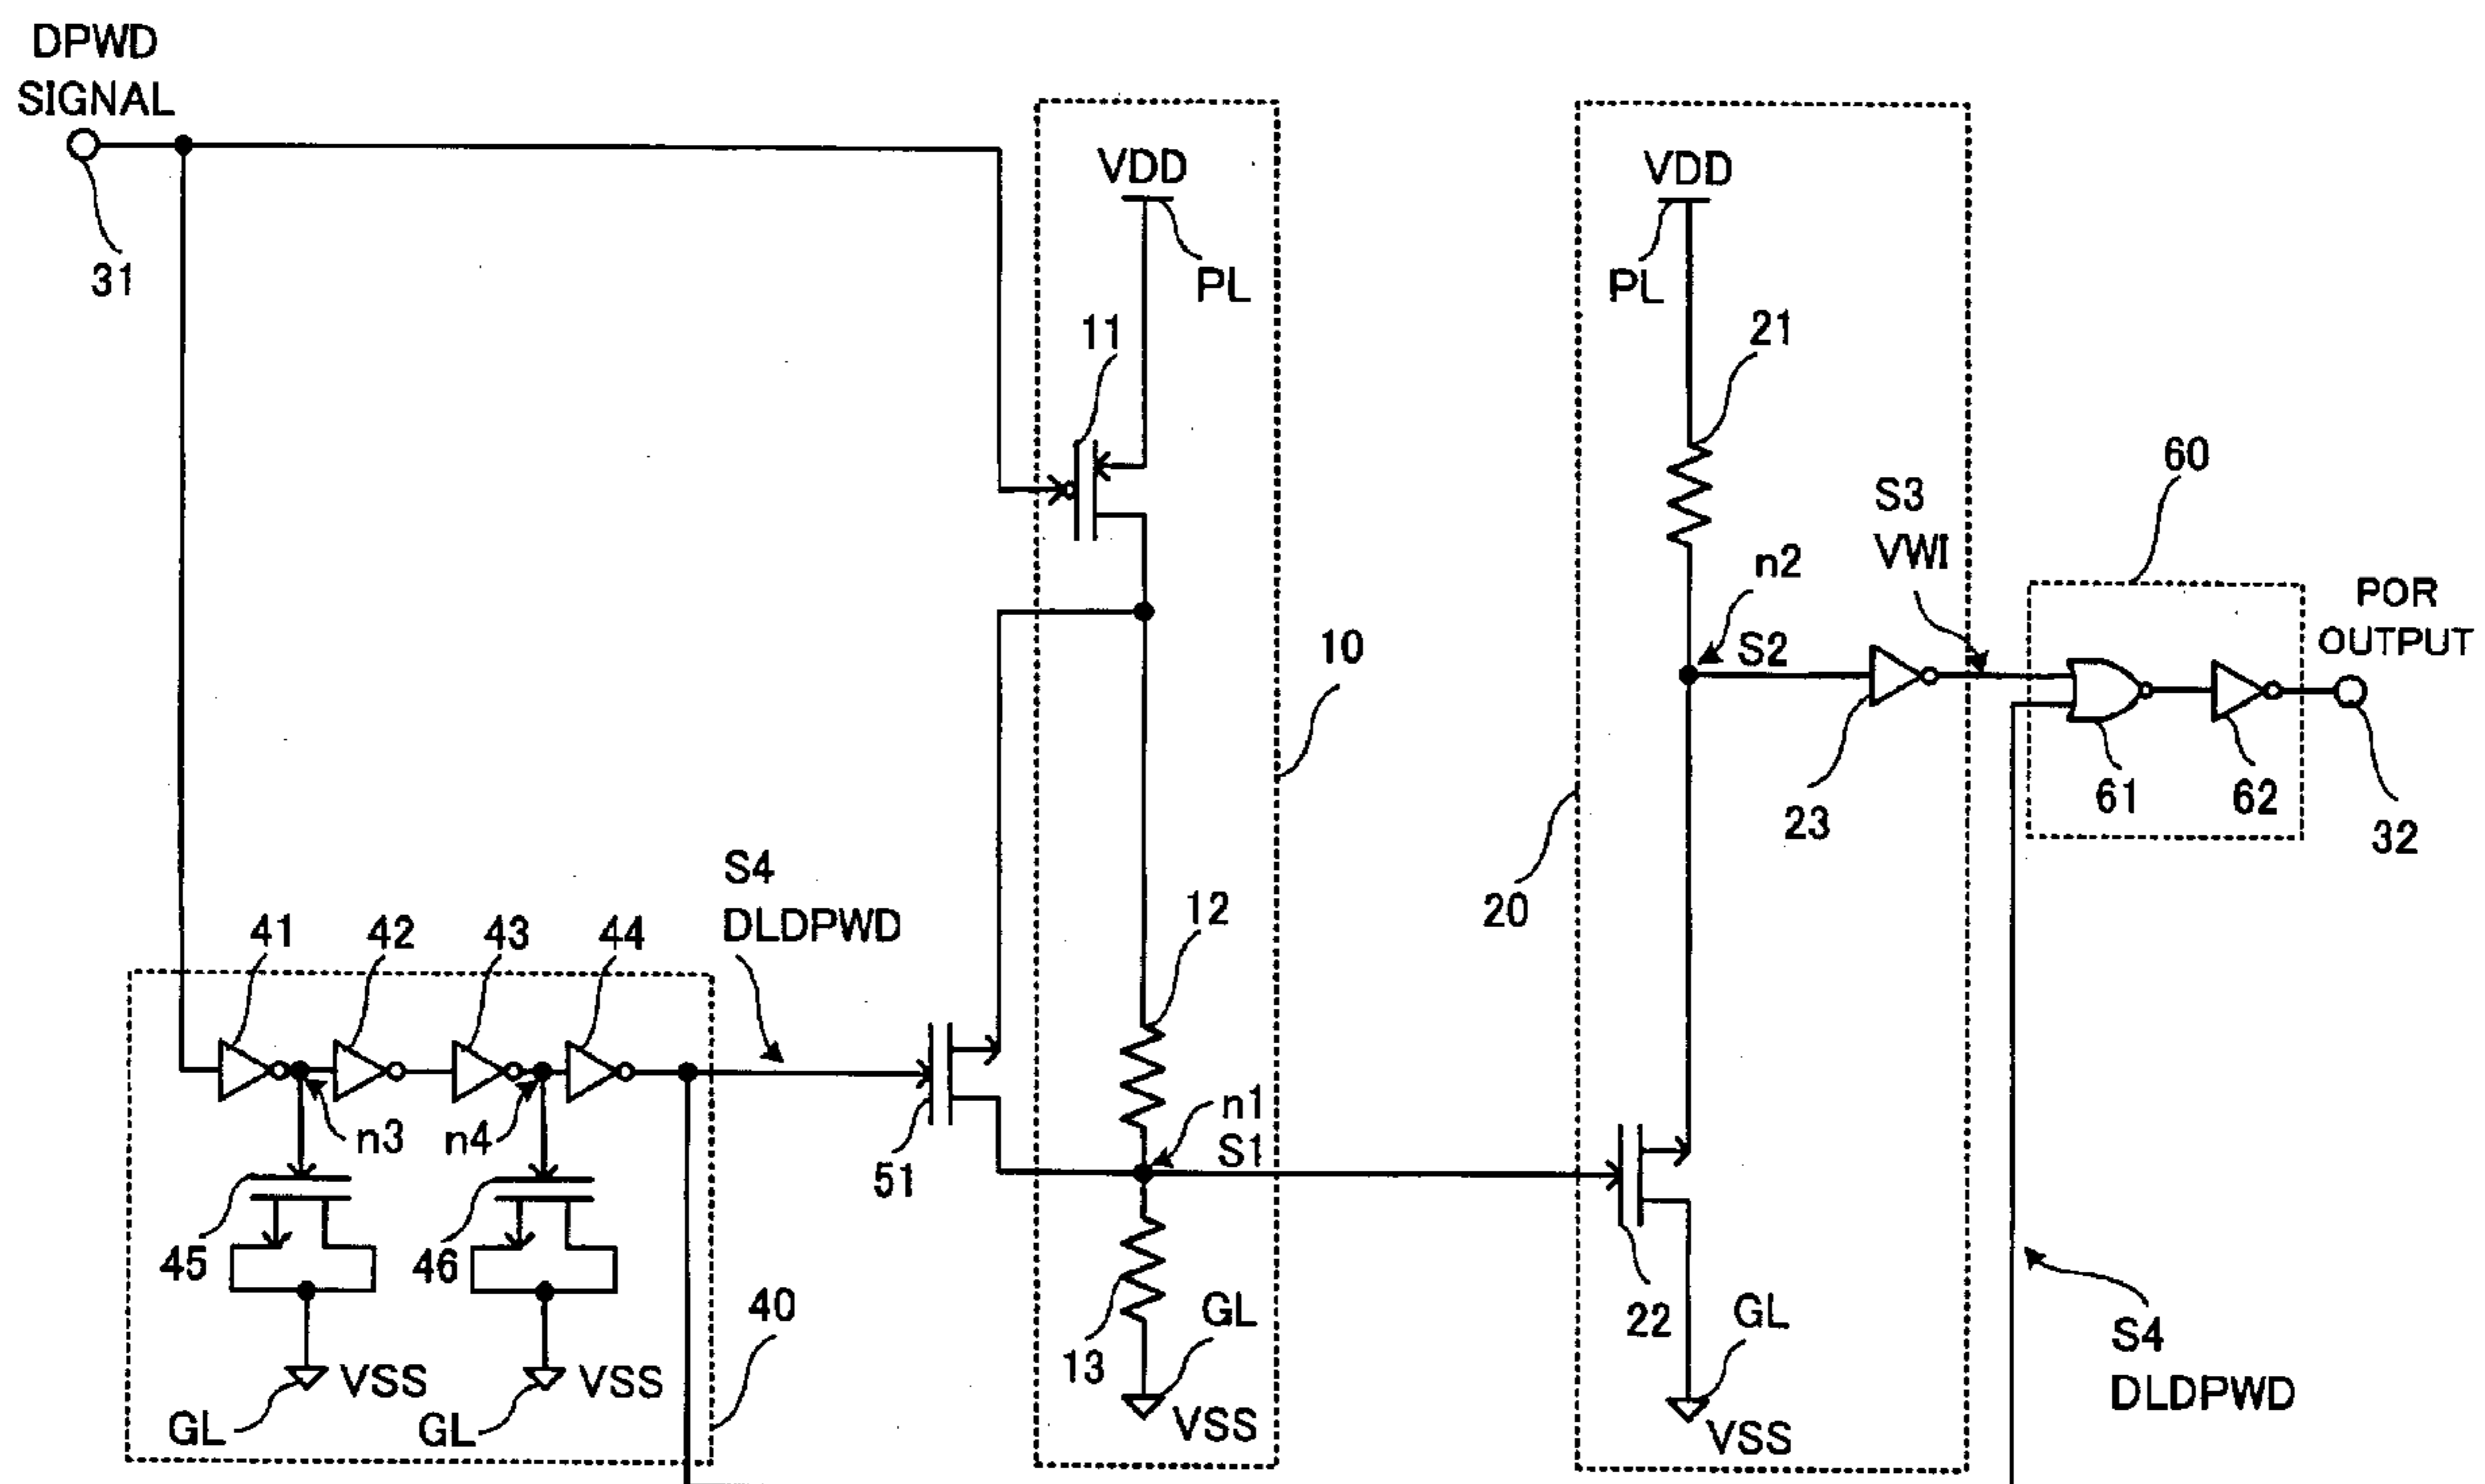 DPWD
SIGNAL
31
VDD
PL
11
10
12
n1
S1
13
GL
VSS
VDD
PL
21
n2
S2
S3
VWI
23
20
22
GL
VSS
60
61
62
POR
OUTPUT
32
S4
DLDPWD
41
42
43
44
n3
n4
45
46
VSS
VSS
GL
GL
40
51
S4
DLDPWD